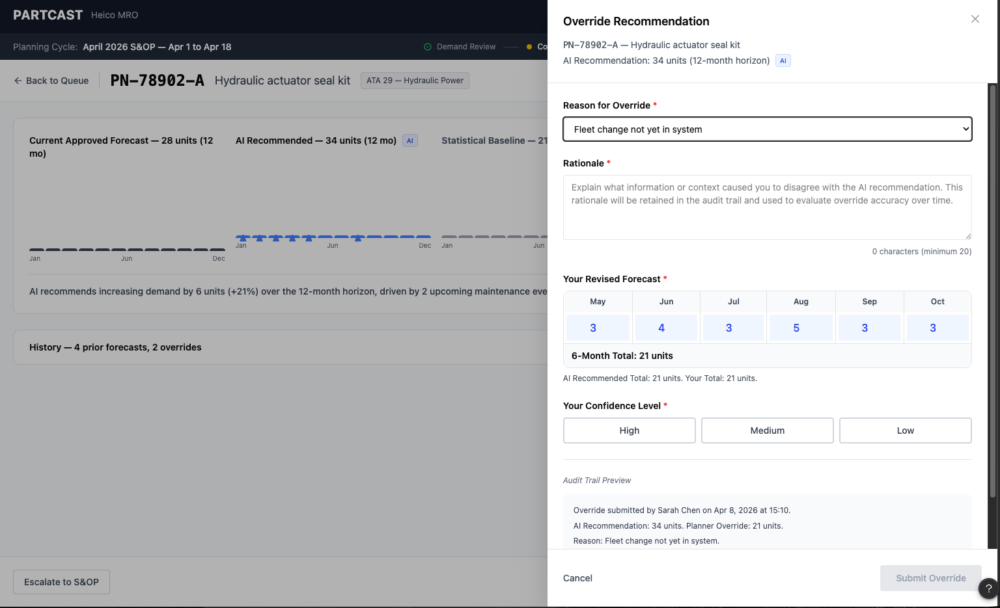 PARTCAST Heico MRO
Planning Cycle: April 2026 S&OP — Apr 1 to Apr 18
Demand Review
Co
Back to Queue
PN-78902-A Hydraulic actuator seal kit
ATA 29 — Hydraulic Power
Current Approved Forecast — 28 units (12
mo)
Jan Jun Dec
AI Recommended — 34 units (12 mo) AI
Jan Jun Dec
Statistical Baseline — 21
Jan Jun
AI recommends increasing demand by 6 units (+21%) over the 12-month horizon, driven by 2 upcoming maintenance eve
History — 4 prior forecasts, 2 overrides
Escalate to S&OP
Override Recommendation
PN-78902-A — Hydraulic actuator seal kit
AI Recommendation: 34 units (12-month horizon) AI
Reason for Override *
Fleet change not yet in system
Rationale *
Explain what information or context caused you to disagree with the AI recommendation. This
rationale will be retained in the audit trail and used to evaluate override accuracy over time.
0 characters (minimum 20)
Your Revised Forecast *
May Jun Jul Aug Sep Oct
3 4 3 5 3 3
6-Month Total: 21 units
AI Recommended Total: 21 units. Your Total: 21 units.
Your Confidence Level *
High Medium Low
Audit Trail Preview
Override submitted by Sarah Chen on Apr 8, 2026 at 15:10.
AI Recommendation: 34 units. Planner Override: 21 units.
Reason: Fleet change not yet in system.
Cancel
Submit Override
?